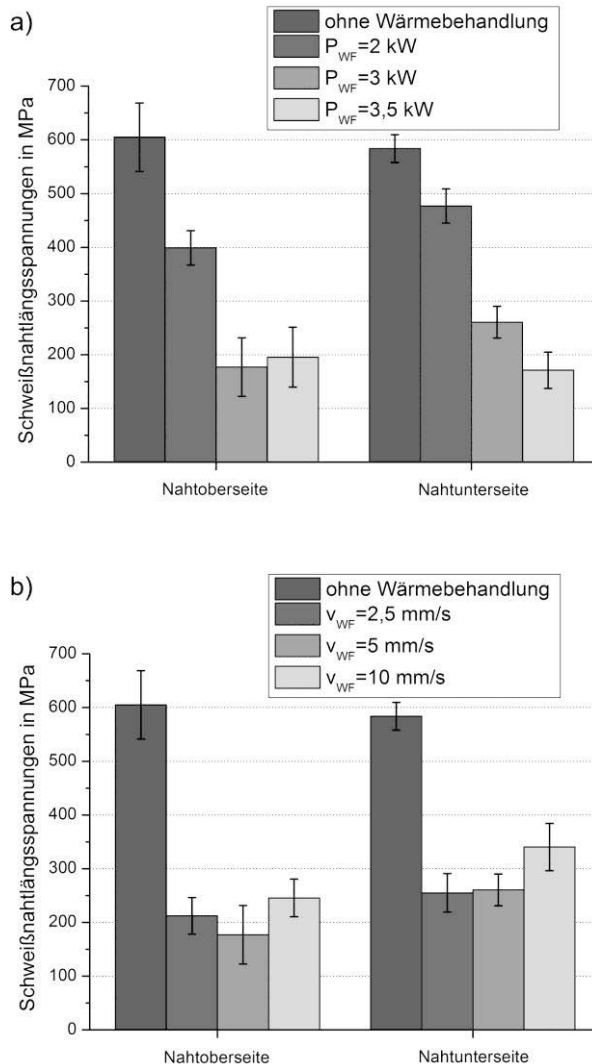 a)
ohne Wärmebehandlung
P_WF=2 kW
P_WF=3 kW
P_WF=3,5 kW
Schweißnahtlängsspannungen in MPa
700
600
500
400
300
200
100
0
Nahtoberseite
Nahtunterseite
b)
ohne Wärmebehandlung
v_WF=2,5 mm/s
v_WF=5 mm/s
v_WF=10 mm/s
Schweißnahtlängsspannungen in MPa
700
600
500
400
300
200
100
0
Nahtoberseite
Nahtunterseite